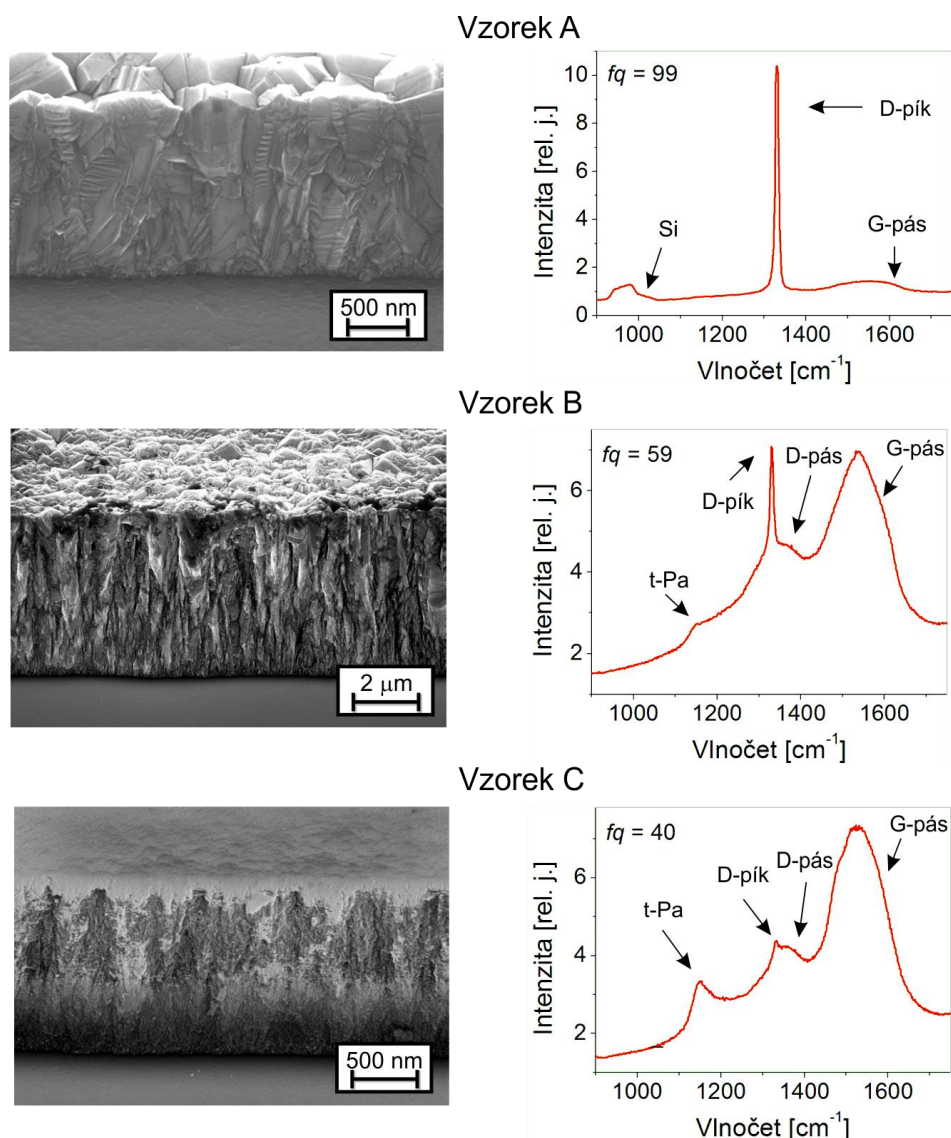 Vzorek A
500 nm
fq = 99
D-pík
G-pás
Si
Intenzita [rel. j.]
10
8
6
4
2
0
1000 1200 1400 1600
Vlnočet [cm⁻¹]
Vzorek B
2 μm
fq = 59
D-pás
G-pás
D-pík
t-Pa
Intenzita [rel. j.]
6
4
2
1000 1200 1400 1600
Vlnočet [cm⁻¹]
Vzorek C
500 nm
fq = 40
G-pás
D-pás
D-pík
t-Pa
Intenzita [rel. j.]
6
4
2
1000 1200 1400 1600
Vlnočet [cm⁻¹]